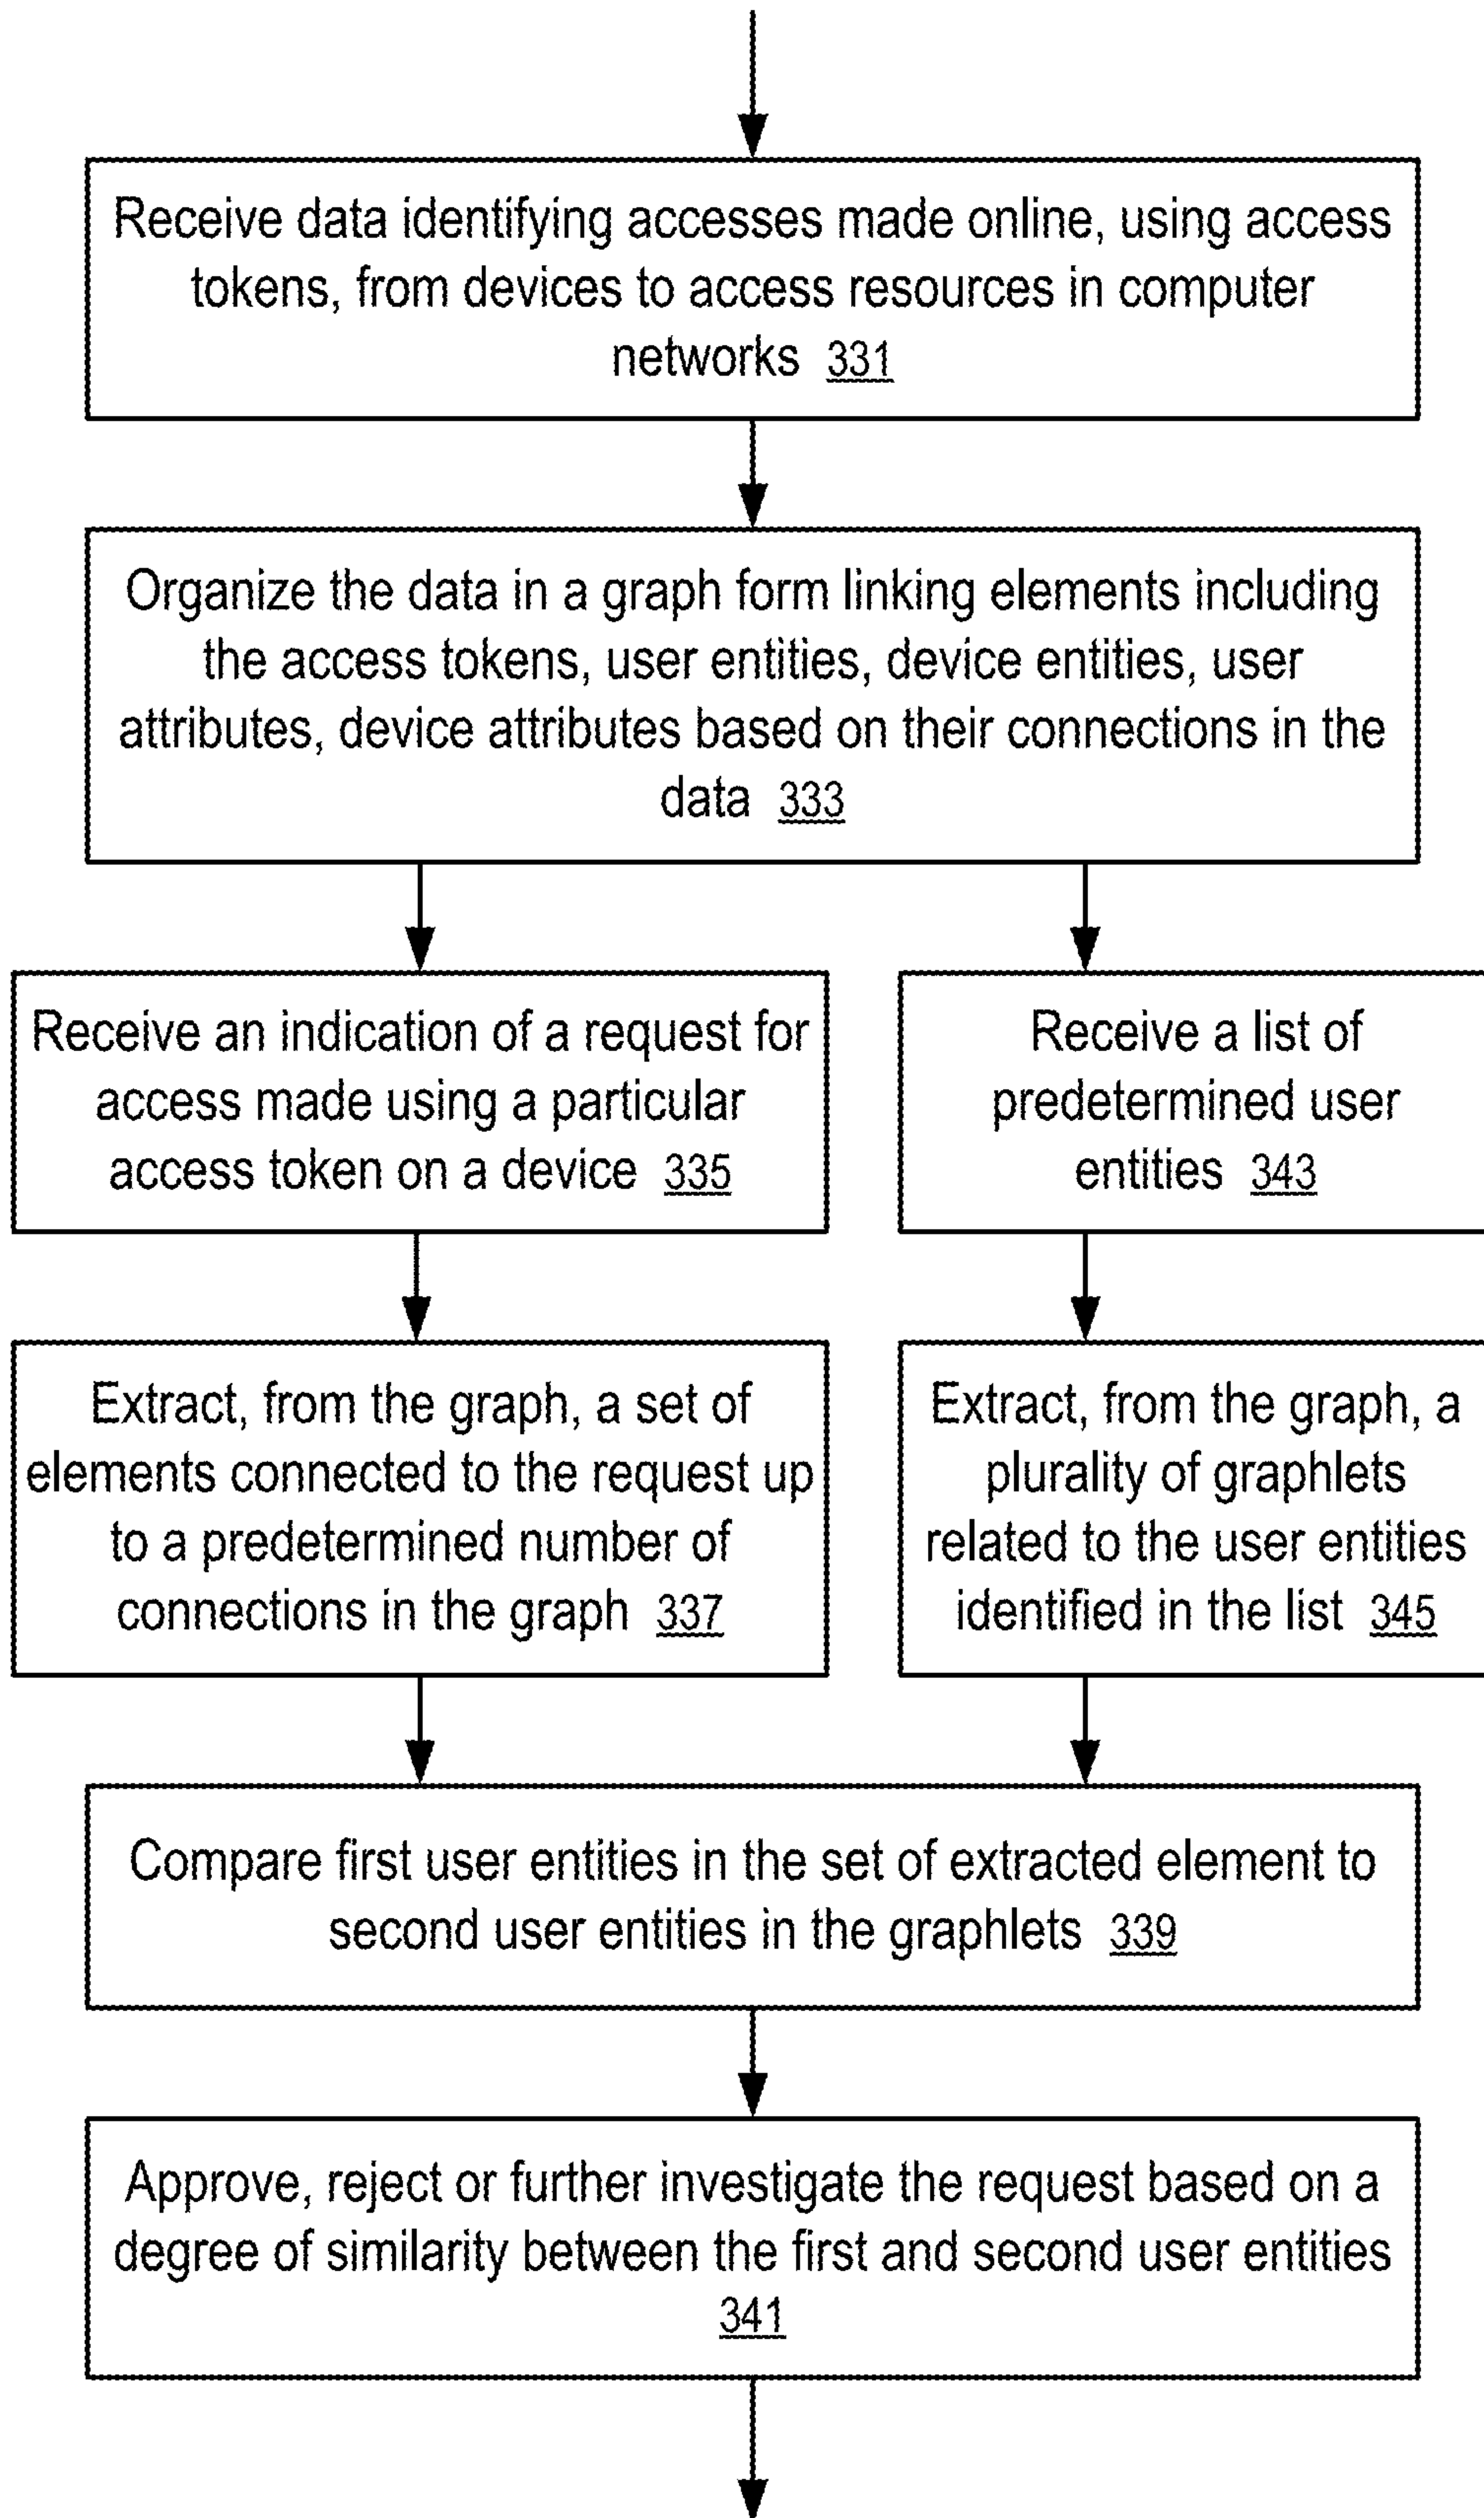 Receive data identifying accesses made online, using access
tokens, from devices to access resources in computer
networks 331
Organize the data in a graph form linking elements including
the access tokens, user entities, device entities, user
attributes, device attributes based on their connections in the
data 333
Receive an indication of a request for
access made using a particular
access token on a device 335
Receive a list of
predetermined user
entities 343
Extract, from the graph, a set of
elements connected to the request up
to a predetermined number of
connections in the graph 337
Extract, from the graph, a
plurality of graphlets
related to the user entities
identified in the list 345
Compare first user entities in the set of extracted element to
second user entities in the graphlets 339
Approve, reject or further investigate the request based on a
degree of similarity between the first and second user entities
341